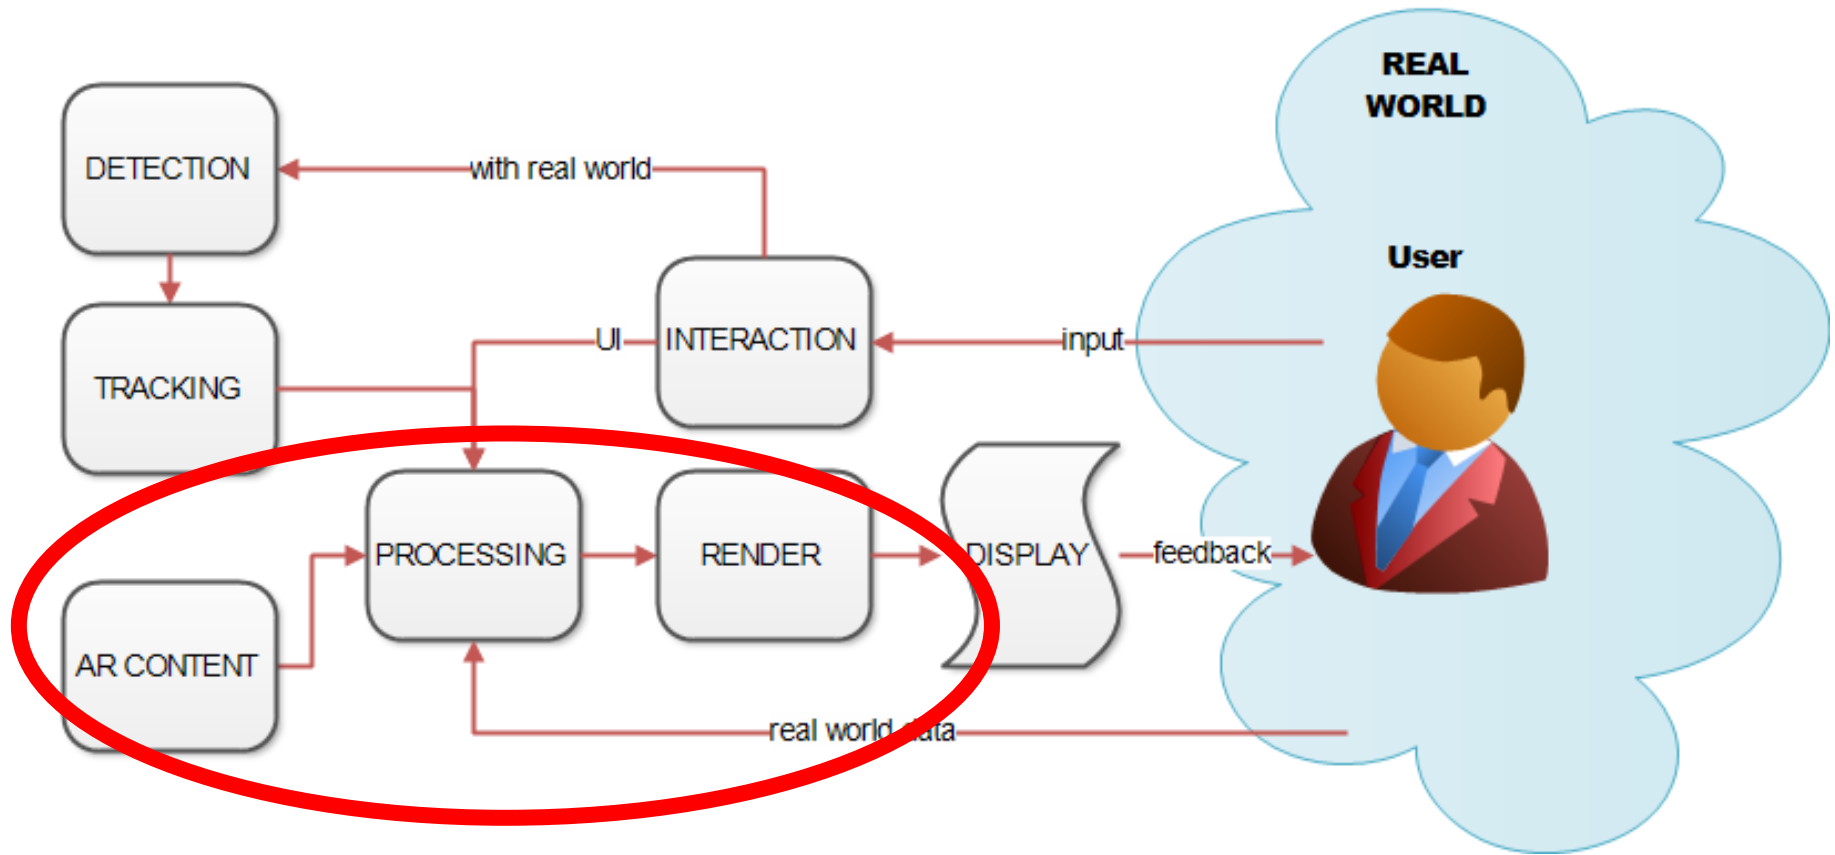 REAL
WORLD
DETECTION
with real world
User
TRACKING
UI
INTERACTION
input
PROCESSING
RENDER
DISPLAY
feedback
AR CONTENT
real world data